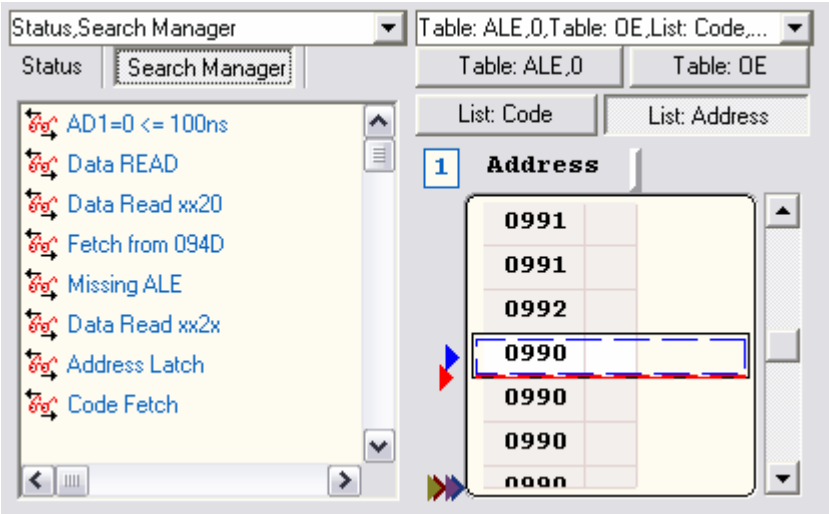 Status,Search Manager
Status
Search Manager
AD1=0 <= 100ns
Data READ
Data Read xx20
Fetch from 094D
Missing ALE
Data Read xx2x
Address Latch
Code Fetch
Table: ALE,0,Table: OE,List: Code,...
Table: ALE,0
Table: OE
List: Code
List: Address
1 Address
0991
0991
0992
0990
0990
0990
0990